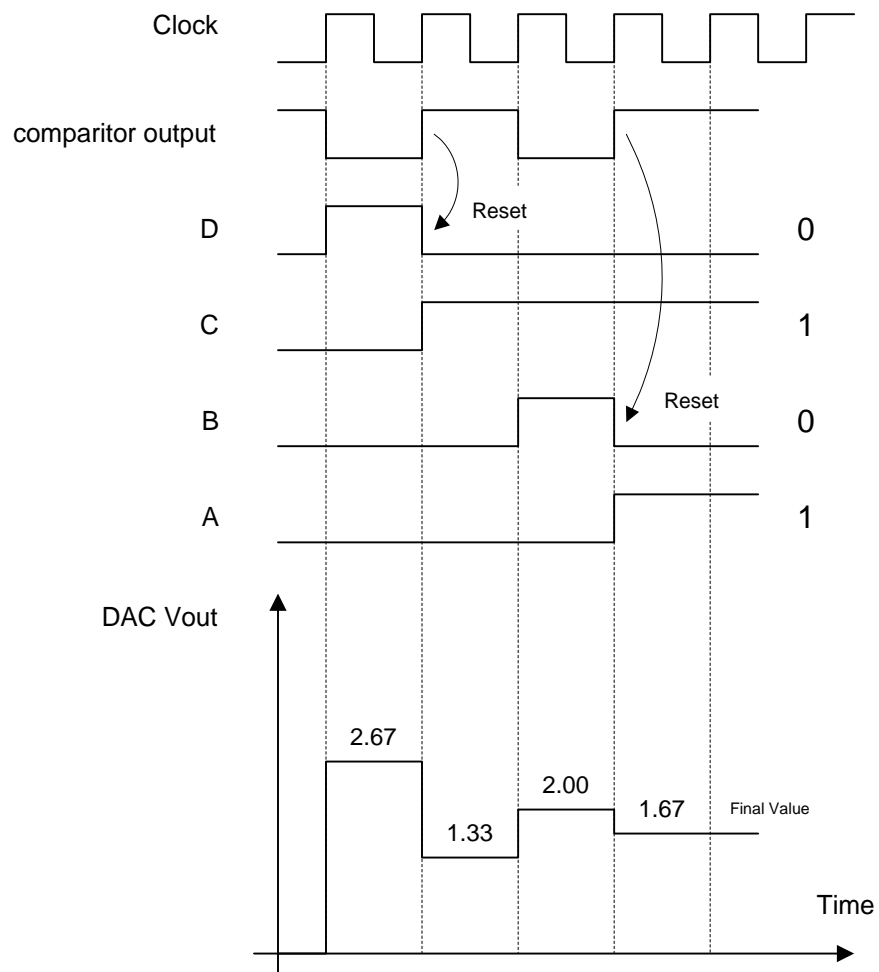 Clock
comparitor output
Reset
D
0
C
1
Reset
B
0
A
1
DAC Vout
2.67
2.00
1.33
1.67
Final Value
Time